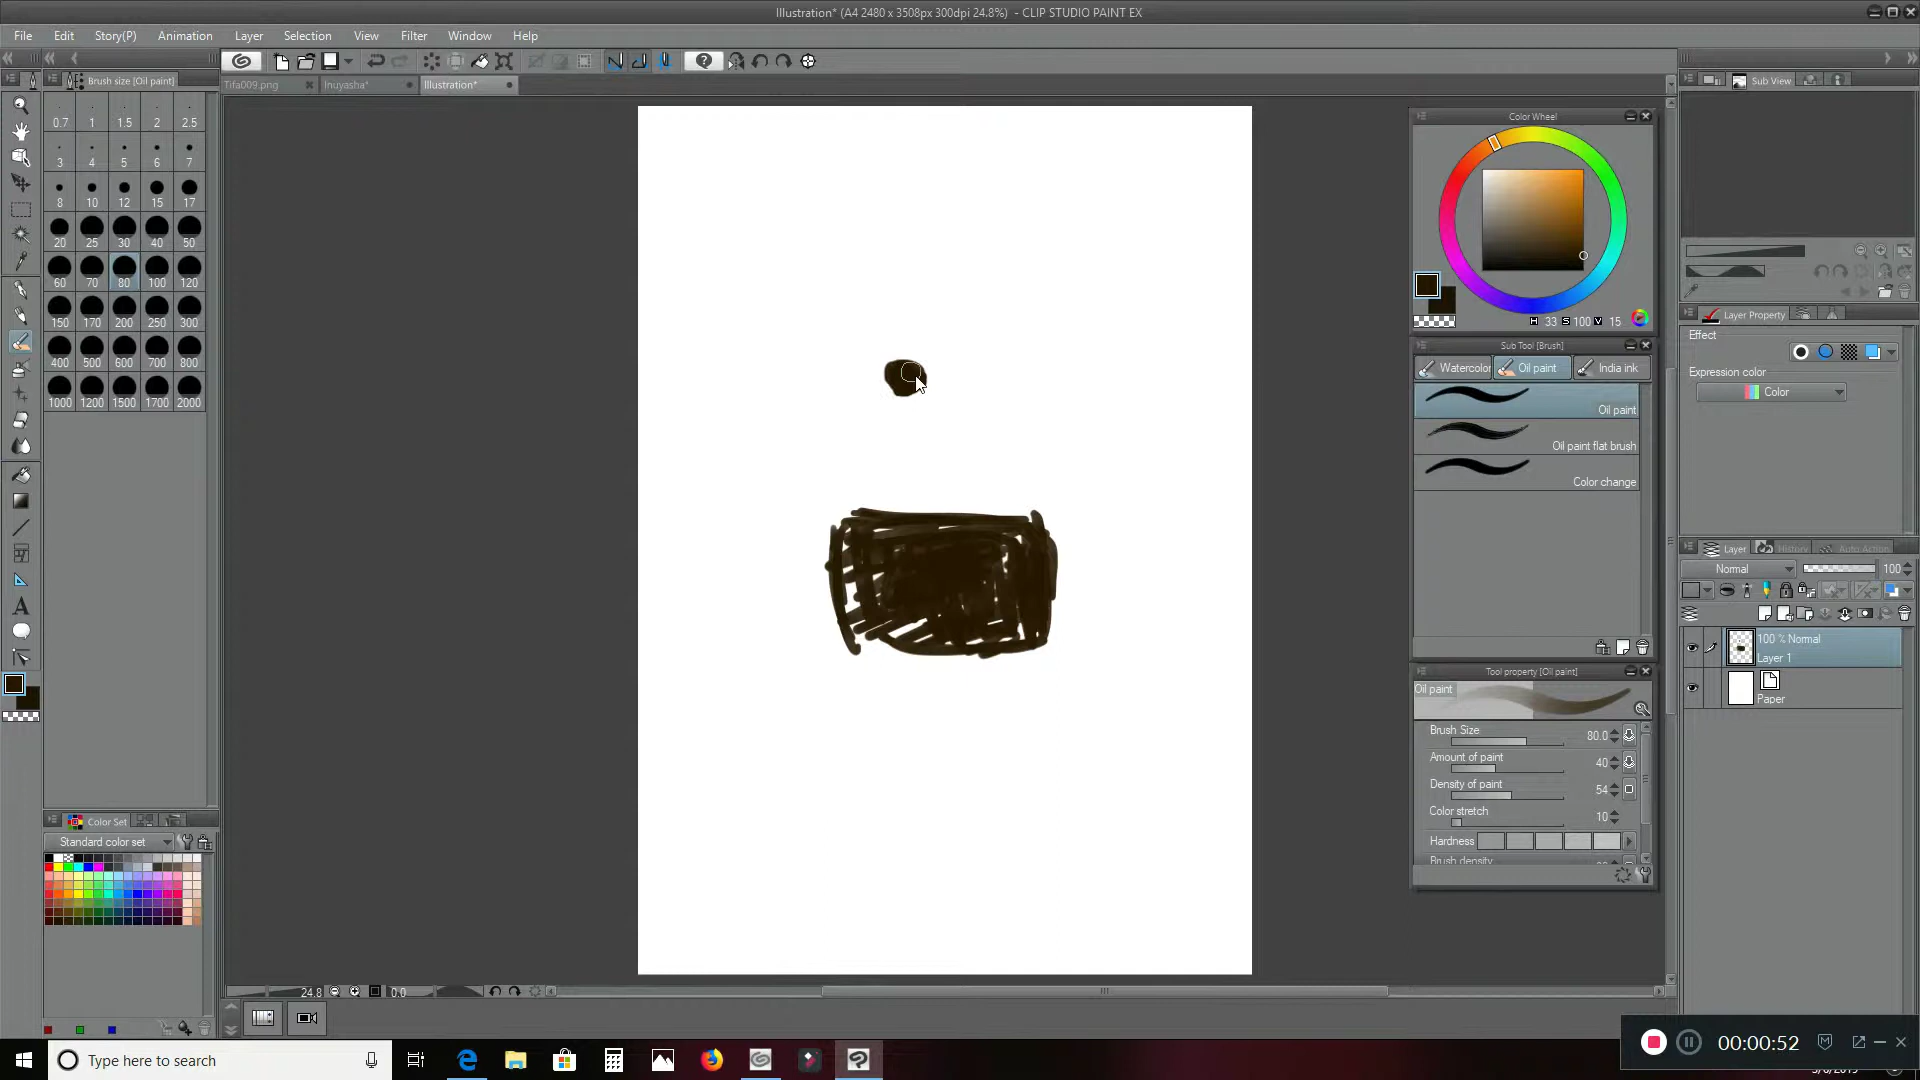 Illustration* (A4 2480 x 3508px 300dpi 24.8%) - CLIP STUDIO PAINT EX
File Edit Story(P) Animation Layer Selection View Filter Window Help
Brush size [Oil paint]
Tifa009.png Inuyasha* Illustration*
Sub View
0.7 1 1.5 2 2.5
3 4 5 6 7
8 10 12 15 17
20 25 30 40 50
60 70 80 100 120
150 170 200 250 300
400 500 600 700 800
1000 1200 1500 1700 2000
Color Wheel
H 33 S 100 V 15
Sub Tool [Brush]
Watercolor Oil paint India ink
Oil paint
Oil paint flat brush
Color change
Tool property [Oil paint]
Oil paint
Brush Size 80.0
Amount of paint 40
Density of paint 54
Color stretch 10
Hardness
Brush density
Layer Property
Effect
Expression color
Color
Layer History Auto Action
Normal 100
100 % Normal
Layer 1
Paper
Color Set
Standard color set
24.8 0.0
Type here to search
00:00:52